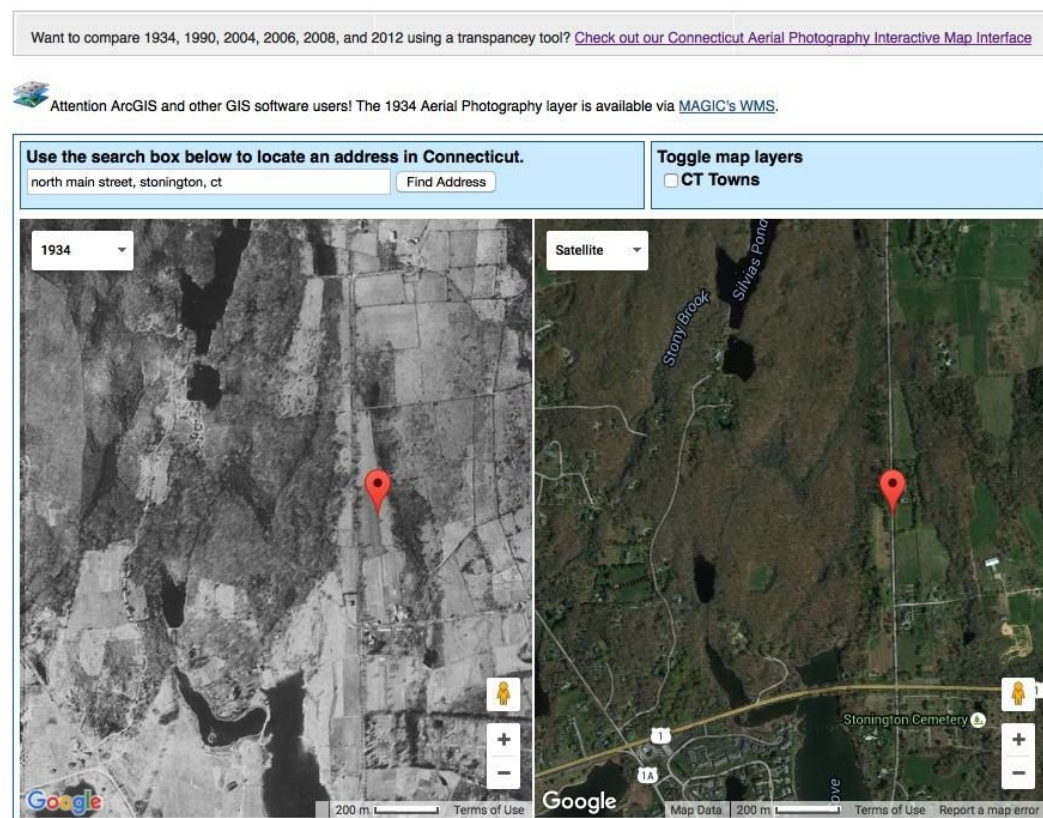 Want to compare 1934, 1990, 2004, 2006, 2008, and 2012 using a transpancey tool? Check out our Connecticut Aerial Photography Interactive Map Interface
Attention ArcGIS and other GIS software users! The 1934 Aerial Photography layer is available via MAGIC's WMS.
Use the search box below to locate an address in Connecticut.
north main street, stonington, ct
Find Address
Toggle map layers
CT Towns
1934
Satellite
Silvias Pond
Stony Brook
Stonington Cemetery
1
1
1A
+
−
+
−
Google
200 m
Terms of Use
Google
Map Data
200 m
ove
Terms of Use
Report a map error